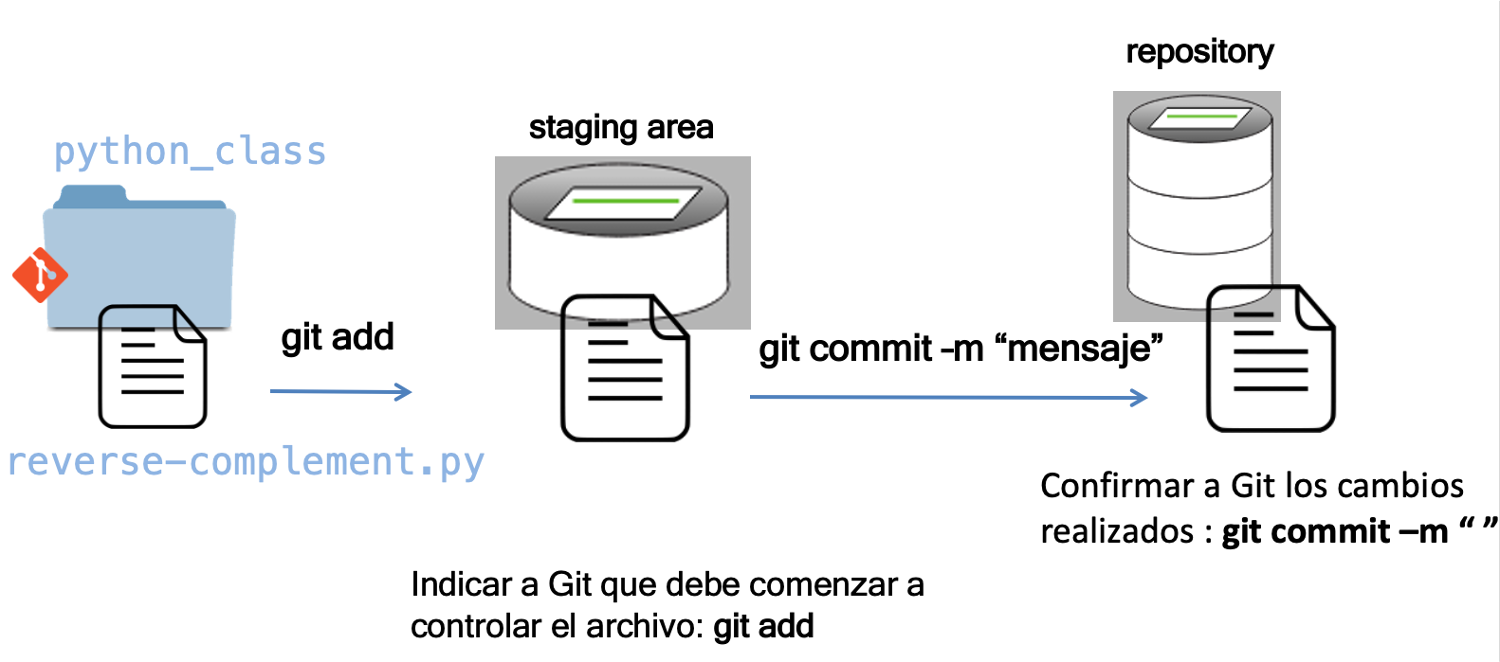 repository
staging area
python_class
git add
git commit –m “mensaje”
reverse-complement.py
Confirmar a Git los cambios
realizados : git commit –m “ ”
Indicar a Git que debe comenzar a
controlar el archivo: git add